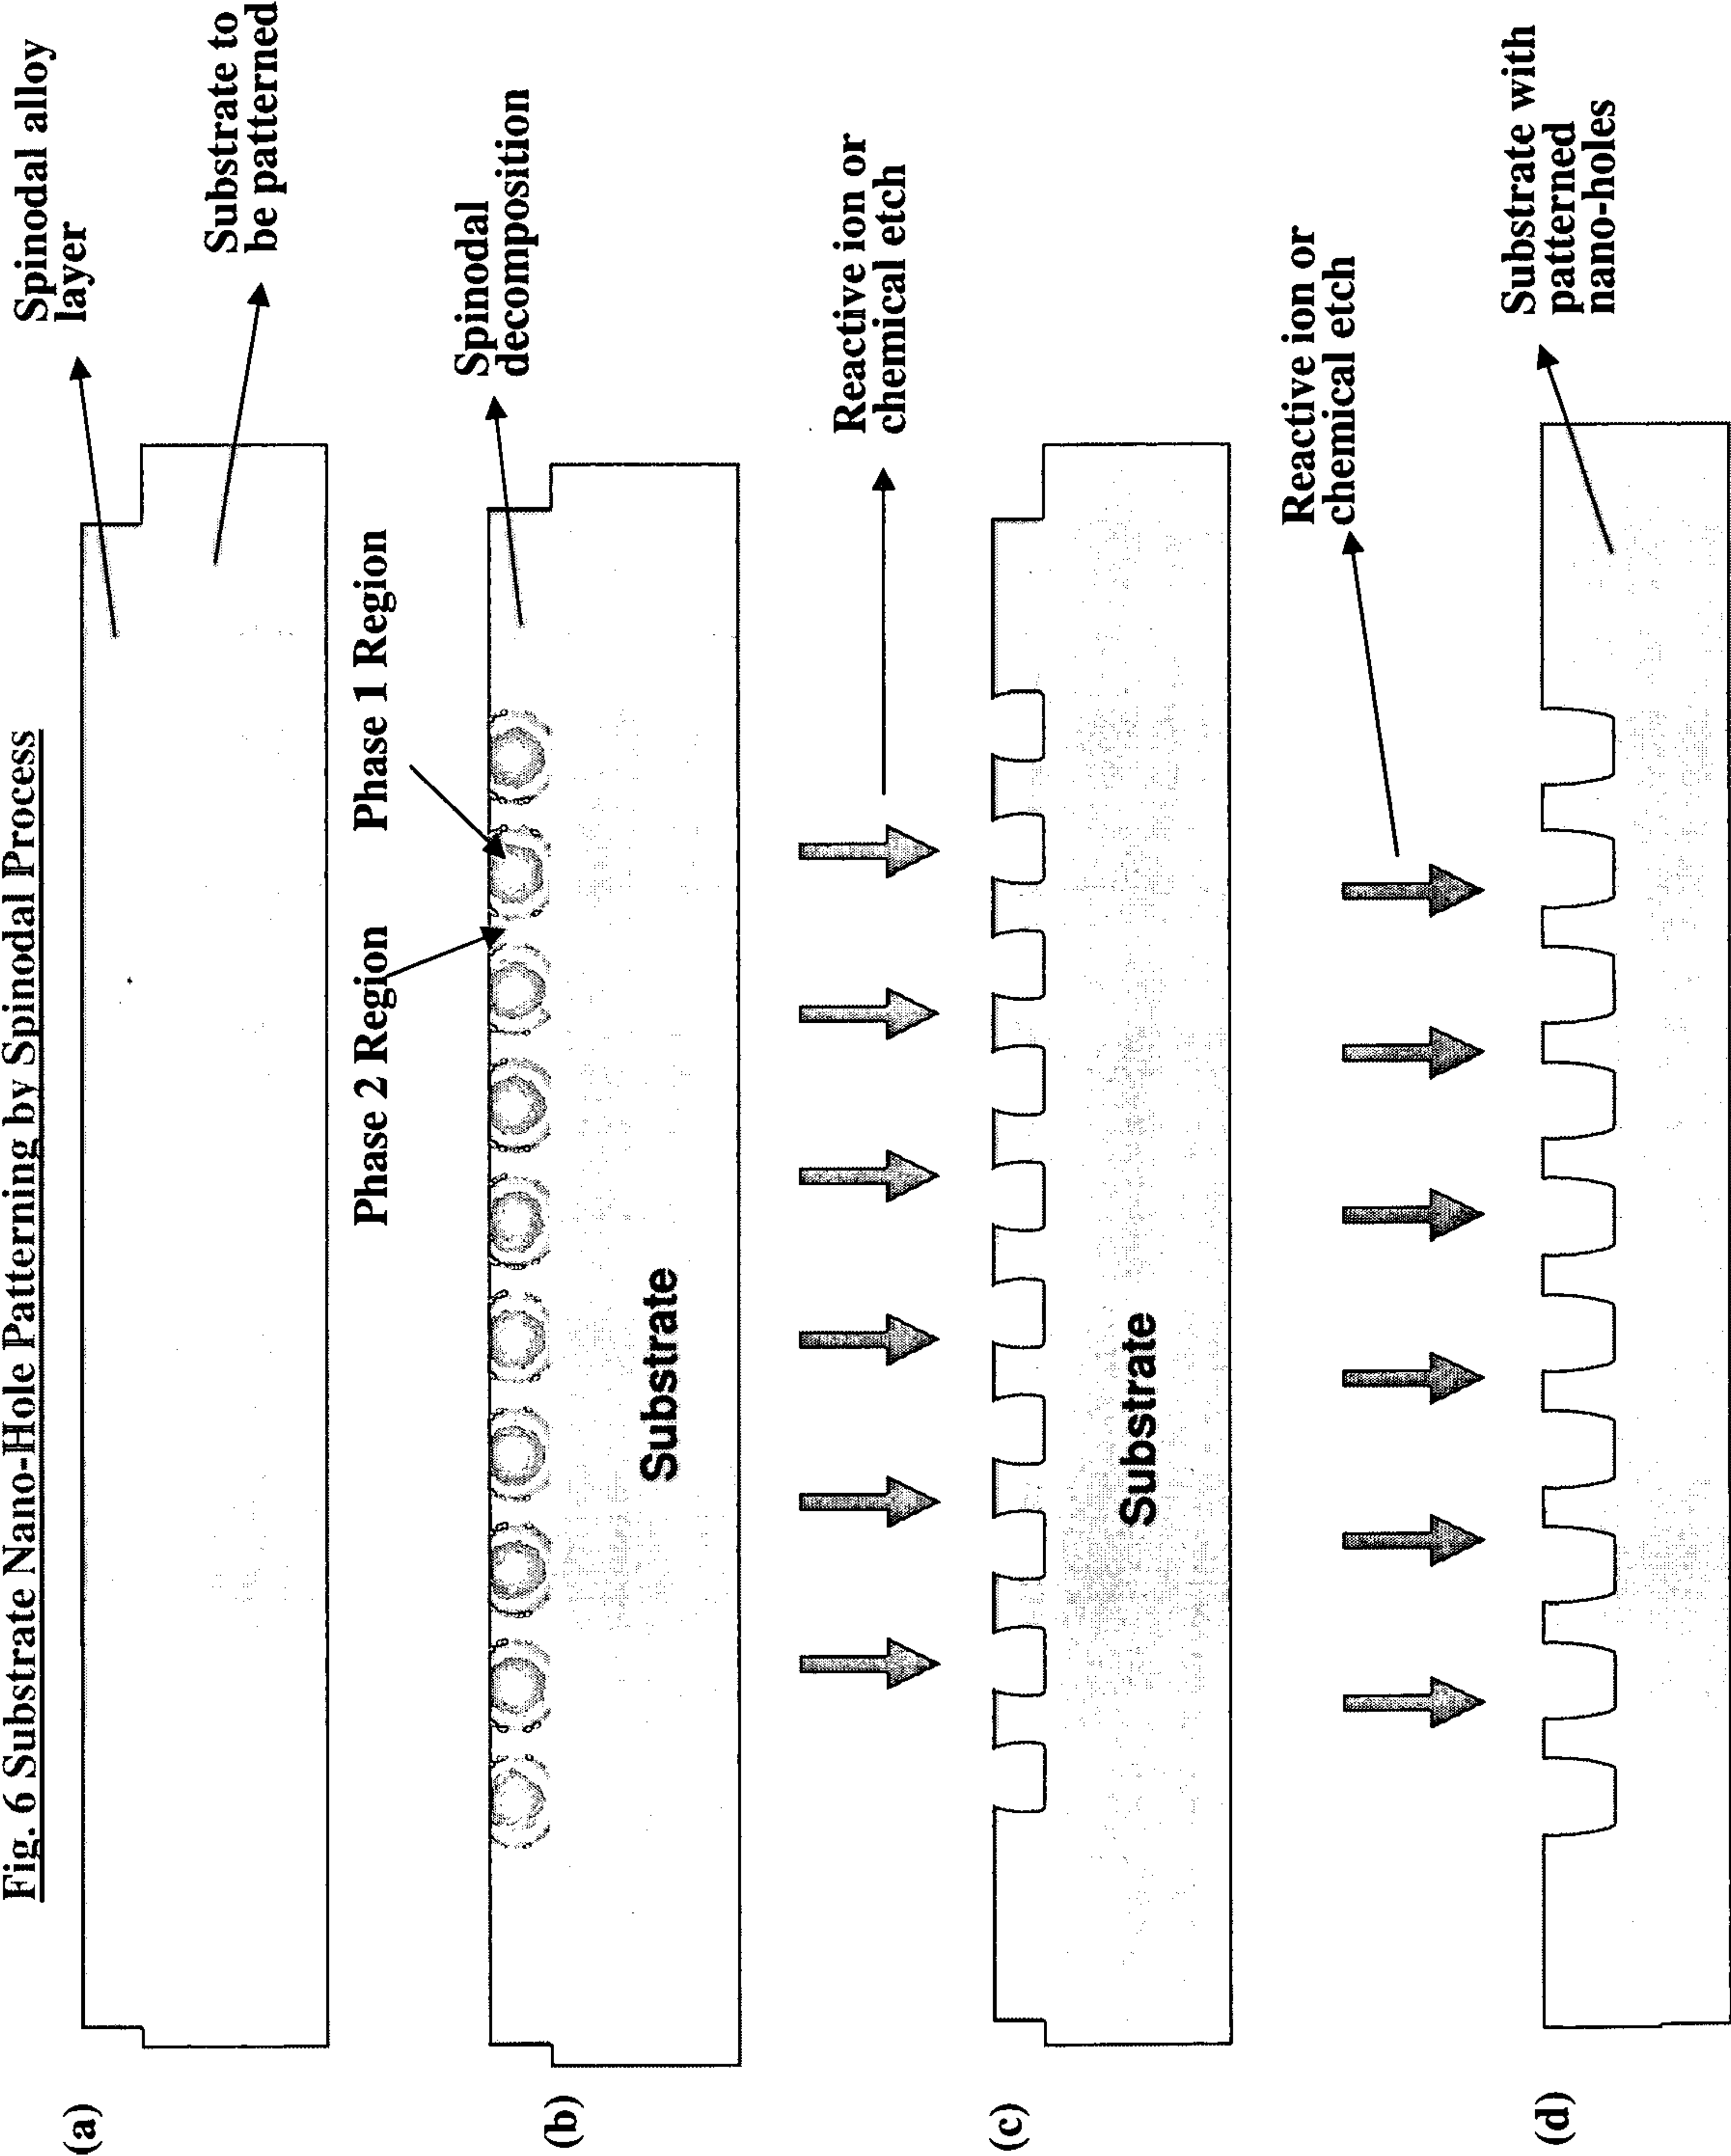 Fig. 6 Substrate Nano-Hole Patterning by Spinodal Process
(a)
Spinodal alloy
layer
Substrate to
be patterned
Phase 2 Region
Phase 1 Region
(b)
Spinodal
decomposition
Substrate
Reactive ion or
chemical etch
(c)
Substrate
Reactive ion or
chemical etch
(d)
Substrate with
patterned
nano-holes